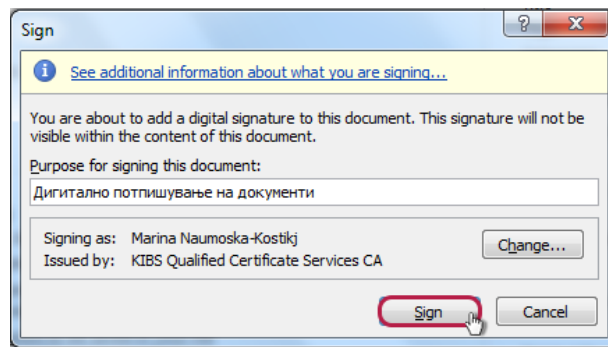 Sign
See additional information about what you are signing...
You are about to add a digital signature to this document. This signature will not be
visible within the content of this document.
Purpose for signing this document:
Дигитално потпишување на документи
Signing as: Marina Naumoska-Kostikj
Change...
Issued by: KIBS Qualified Certificate Services CA
Sign Cancel